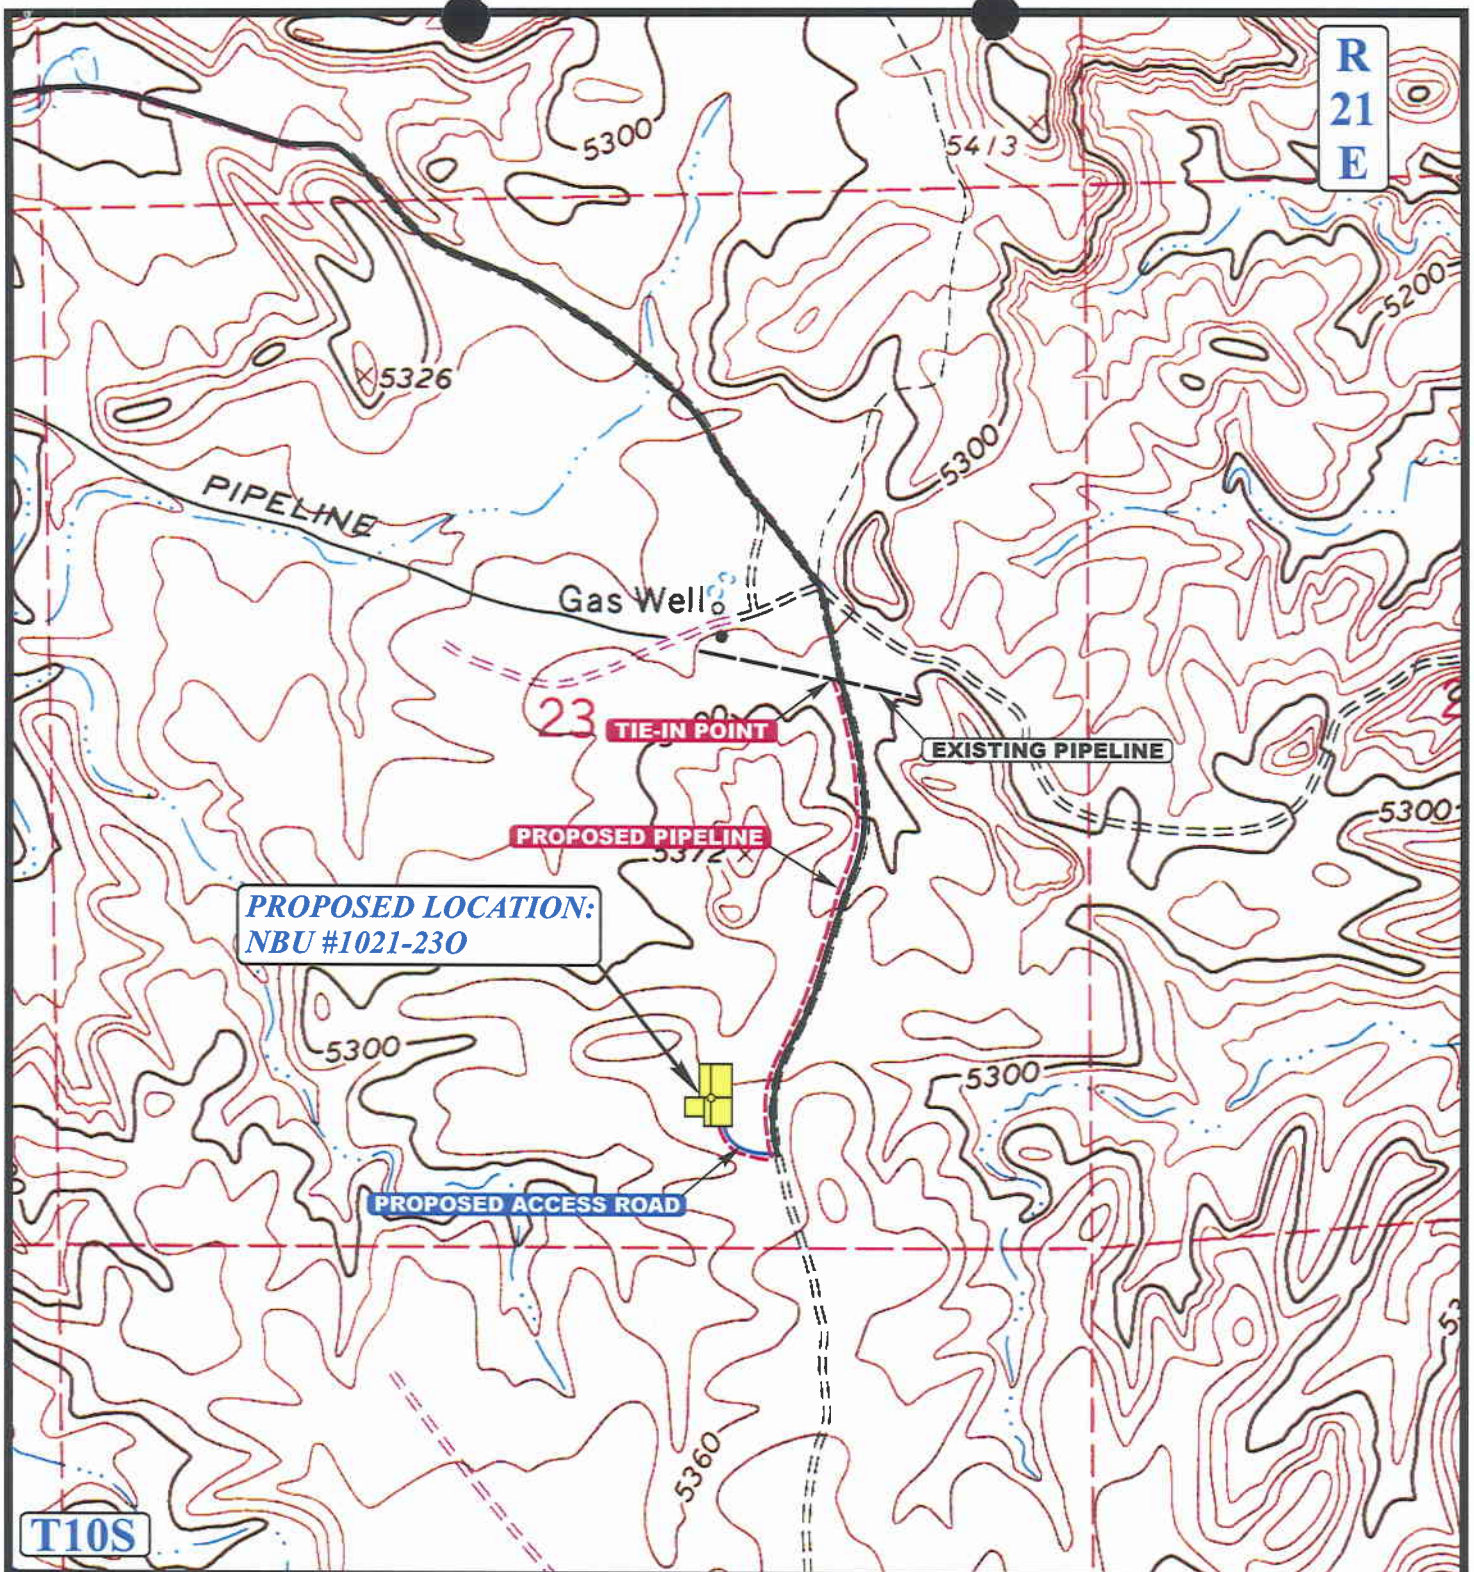 R
21
E
5300
5413
5200
5326
5300
PIPELINE
Gas Well
23
TIE-IN POINT
EXISTING PIPELINE
5300
PROPOSED PIPELINE
5372
PROPOSED LOCATION:
NBU #1021-23O
5300
5300
PROPOSED ACCESS ROAD
5360
T10S